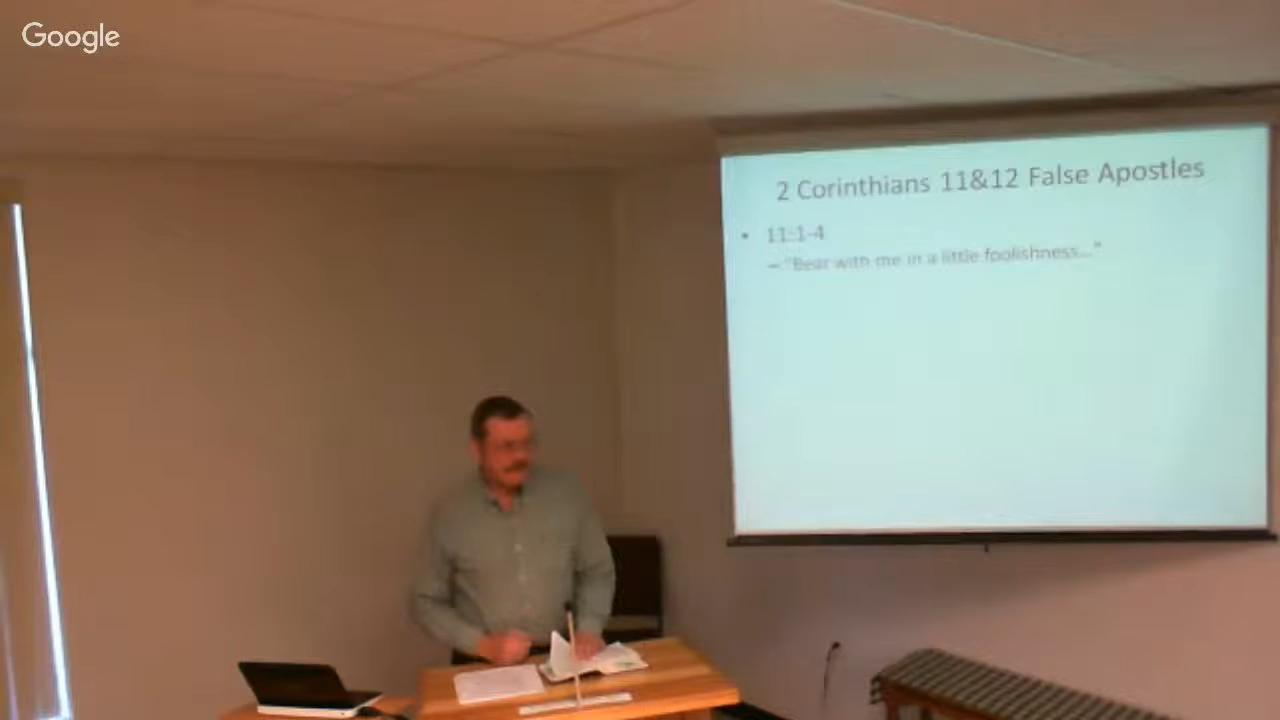 Google
2 Corinthians 11&12 False Apostles
• 11:1-4
– "Bear with me in a little foolishness..."